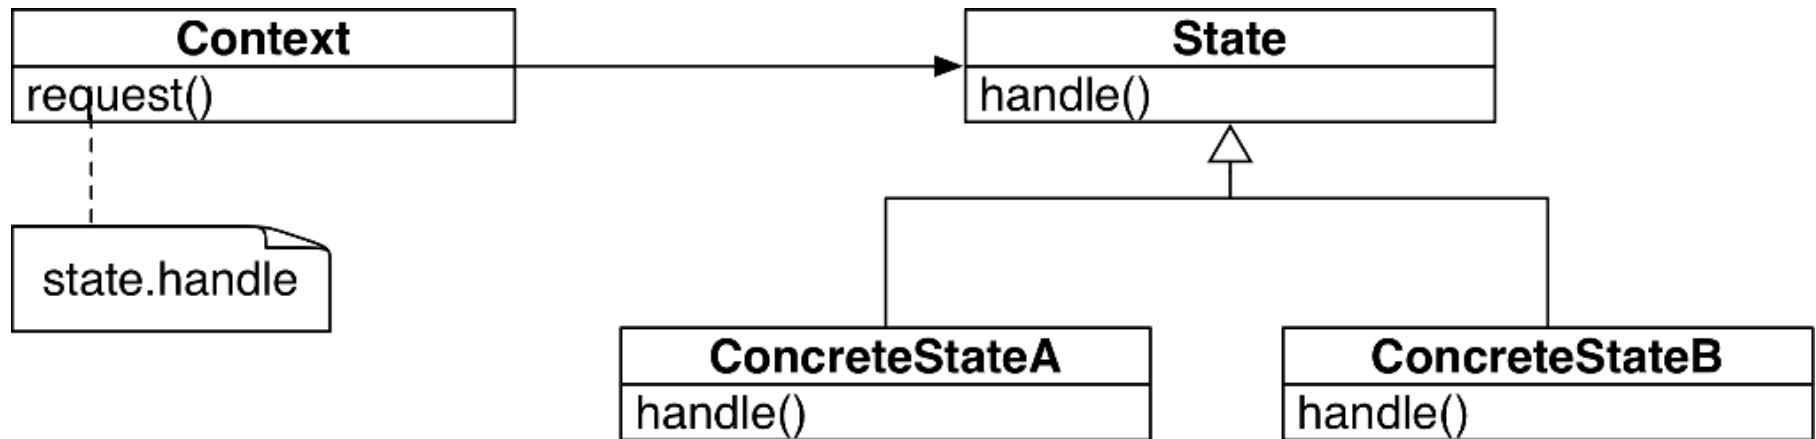 Context
request()
State
handle()
state.handle
ConcreteStateA
handle()
ConcreteStateB
handle()